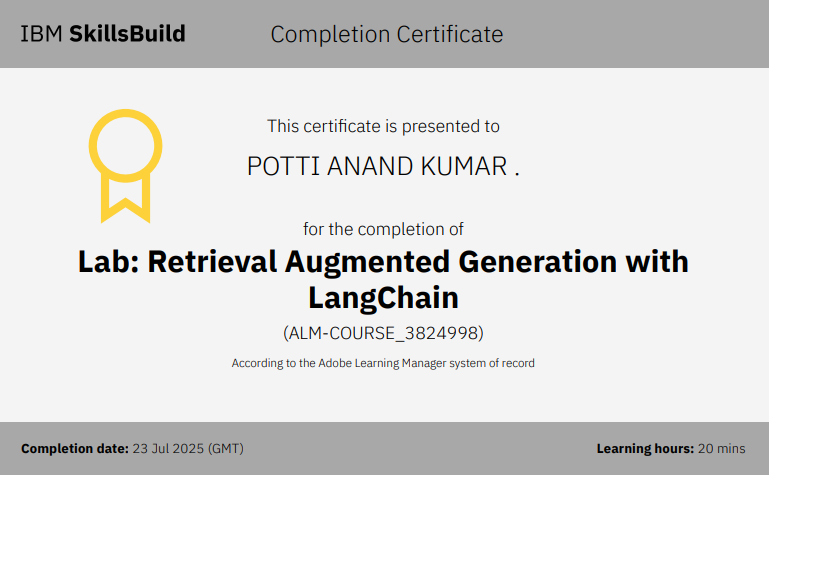 IBM SkillsBuild
Completion Certificate
This certificate is presented to
POTTI ANAND KUMAR .
for the completion of
Lab: Retrieval Augmented Generation with
LangChain
(ALM-COURSE_3824998)
According to the Adobe Learning Manager system of record
Completion date: 23 Jul 2025 (GMT)
Learning hours: 20 mins